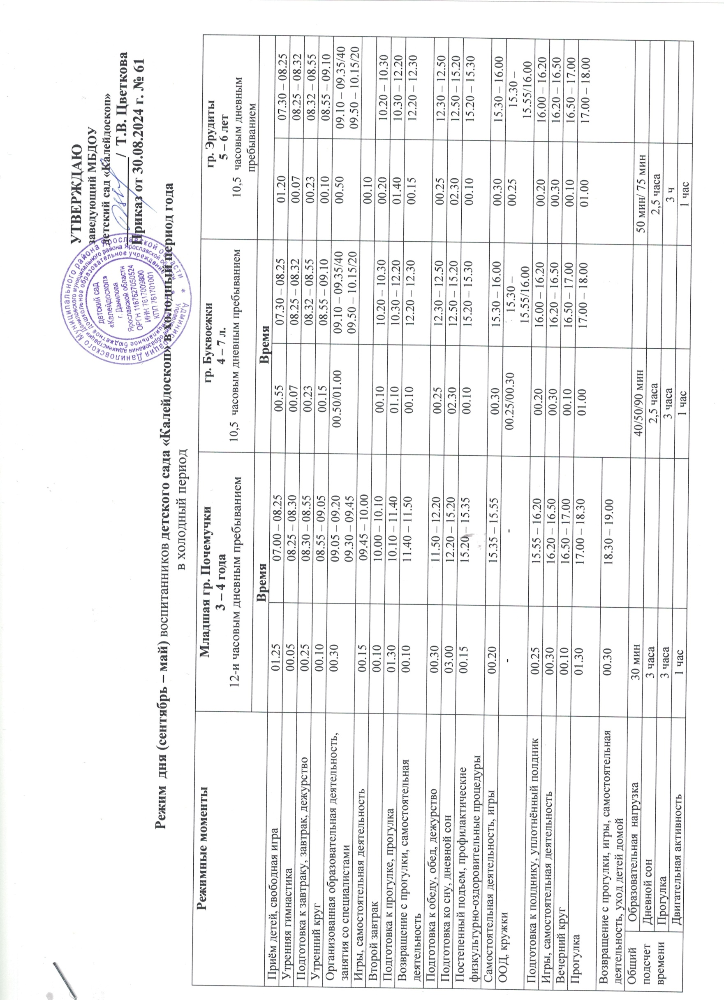 УТВЕРЖДАЮ
заведующий МБДОУ
детский сад «Калейдоскоп»
/ Т.В. Цветкова
Приказ от 30.08.2024 г. № 61
Администрация Даниловского муниципального района Ярославской области *
детский сад
«Калейдоскоп»
г. Данилова
Ярославской области
ОРГН 1167627050524
ИНН 7617009800
КПП 761701001
Режим дня (сентябрь – май) воспитанников детского сада «Калейдоскоп» в холодный период года
в холодный период
Режимные моменты
Младшая гр. Почемучки
3 – 4 года
12-и часовым дневным пребыванием
гр. Буквоежки
4 – 7 л.
10,5 часовым дневным пребыванием
гр. Эрудиты
5 – 6 лет
10,5 часовым дневным
пребыванием
Время Время
Приём детей, свободная игра 01.25 07.00 – 08.25 00.55 07.30 – 08.25 01.20 07.30 – 08.25
Утренняя гимнастика 00.05 08.25 – 08.30 00.07 08.25 – 08.32 00.07 08.25 – 08.32
Подготовка к завтраку, завтрак, дежурство 00.25 08.30 – 08.55 00.23 08.32 – 08.55 00.23 08.32 – 08.55
Утренний круг 00.10 08.55 – 09.05 00.15 08.55 – 09.10 00.10 08.55 – 09.10
Организованная образовательная деятельность, 00.30 09.05 – 09.20 00.50/01.00 09.10 – 09.35/40 00.50 09.10 – 09.35/40
занятия со специалистами 09.30 – 09.45 09.50 – 10.15/20 09.50 – 10.15/20
Игры, самостоятельная деятельность 00.15 09.45 – 10.00 00.10
Второй завтрак 00.10 10.00 – 10.10 00.10 10.20 – 10.30 00.20 10.20 – 10.30
Подготовка к прогулке, прогулка 01.30 10.10 – 11.40 01.10 10.30 – 12.20 01.40 10.30 – 12.20
Возвращение с прогулки, самостоятельная 00.10 11.40 – 11.50 00.10 12.20 – 12.30 00.15 12.20 – 12.30
деятельность
Подготовка к обеду, обед, дежурство 00.30 11.50 – 12.20 00.25 12.30 – 12.50 00.25 12.30 – 12.50
Подготовка ко сну, дневной сон 03.00 12.20 – 15.20 02.30 12.50 – 15.20 02.30 12.50 – 15.20
Постепенный подъем, профилактические 00.15 15.20 – 15.35 00.10 15.20 – 15.30 00.10 15.20 – 15.30
физкультурно-оздоровительные процедуры
Самостоятельная деятельность, игры 00.20 15.35 – 15.55 00.30 15.30 – 16.00 00.30 15.30 – 16.00
ООД, кружки - - 00.25/00.30 15.30 – 00.25 15.30 –
15.55/16.00 15.55/16.00
Подготовка к полднику, уплотнённый полдник 00.25 15.55 – 16.20 00.20 16.00 – 16.20 00.20 16.00 – 16.20
Игры, самостоятельная деятельность 00.30 16.20 – 16.50 00.30 16.20 – 16.50 00.30 16.20 – 16.50
Вечерний круг 00.10 16.50 – 17.00 00.10 16.50 – 17.00 00.10 16.50 – 17.00
Прогулка 01.30 17.00 – 18.30 01.00 17.00 – 18.00 01.00 17.00 – 18.00
Возвращение с прогулки, игры, самостоятельная 00.30 18.30 – 19.00
деятельность, уход детей домой
Общий Образовательная нагрузка 30 мин 40/50/90 мин 50 мин/ 75 мин
подсчет Дневной сон 3 часа 2,5 часа 2,5 часа
времени Прогулка 3 часа 3 часа 3 ч
Двигательная активность 1 час 1 час 1 час